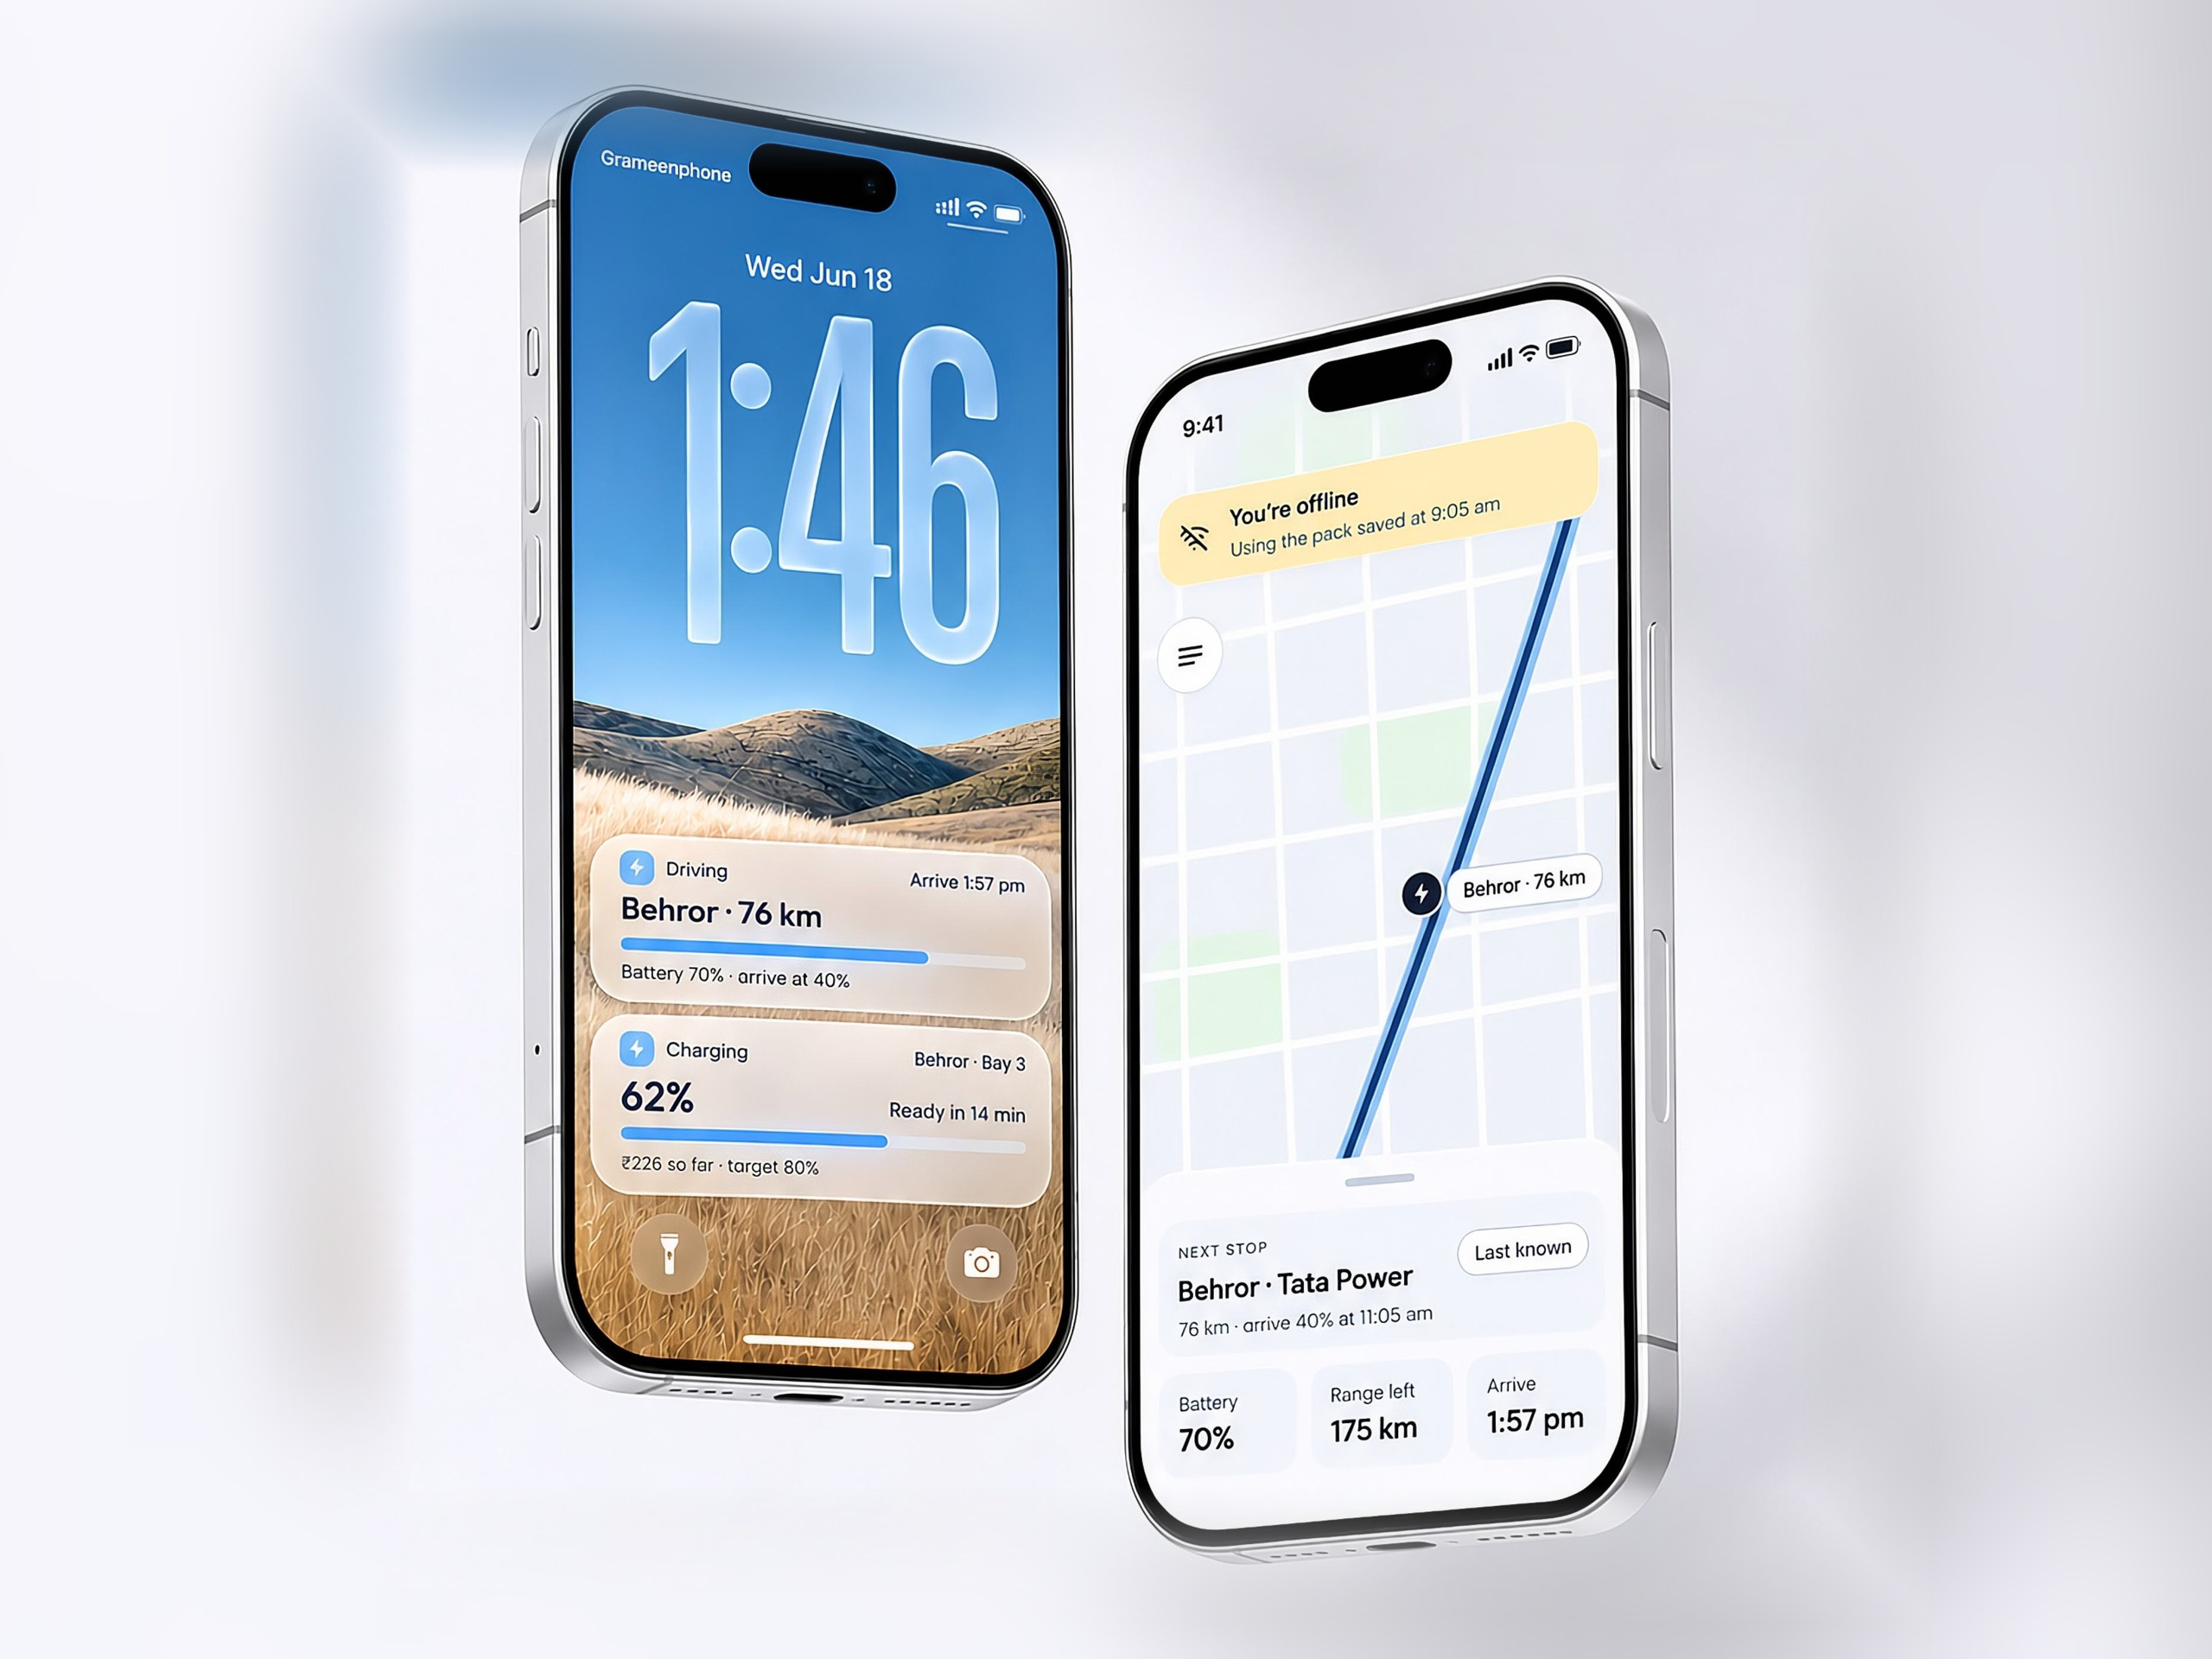 Grameenphone
Wed Jun 18
1:46
Driving
Arrive 1:57 pm
Behror · 76 km
Battery 70% · arrive at 40%
Charging
Behror · Bay 3
62%
Ready in 14 min
₹226 so far · target 80%
9:41
You're offline
Using the pack saved at 9:05 am
Behror · 76 km
NEXT STOP
Last known
Behror · Tata Power
76 km · arrive 40% at 11:05 am
Battery
Range left
Arrive
70%
175 km
1:57 pm